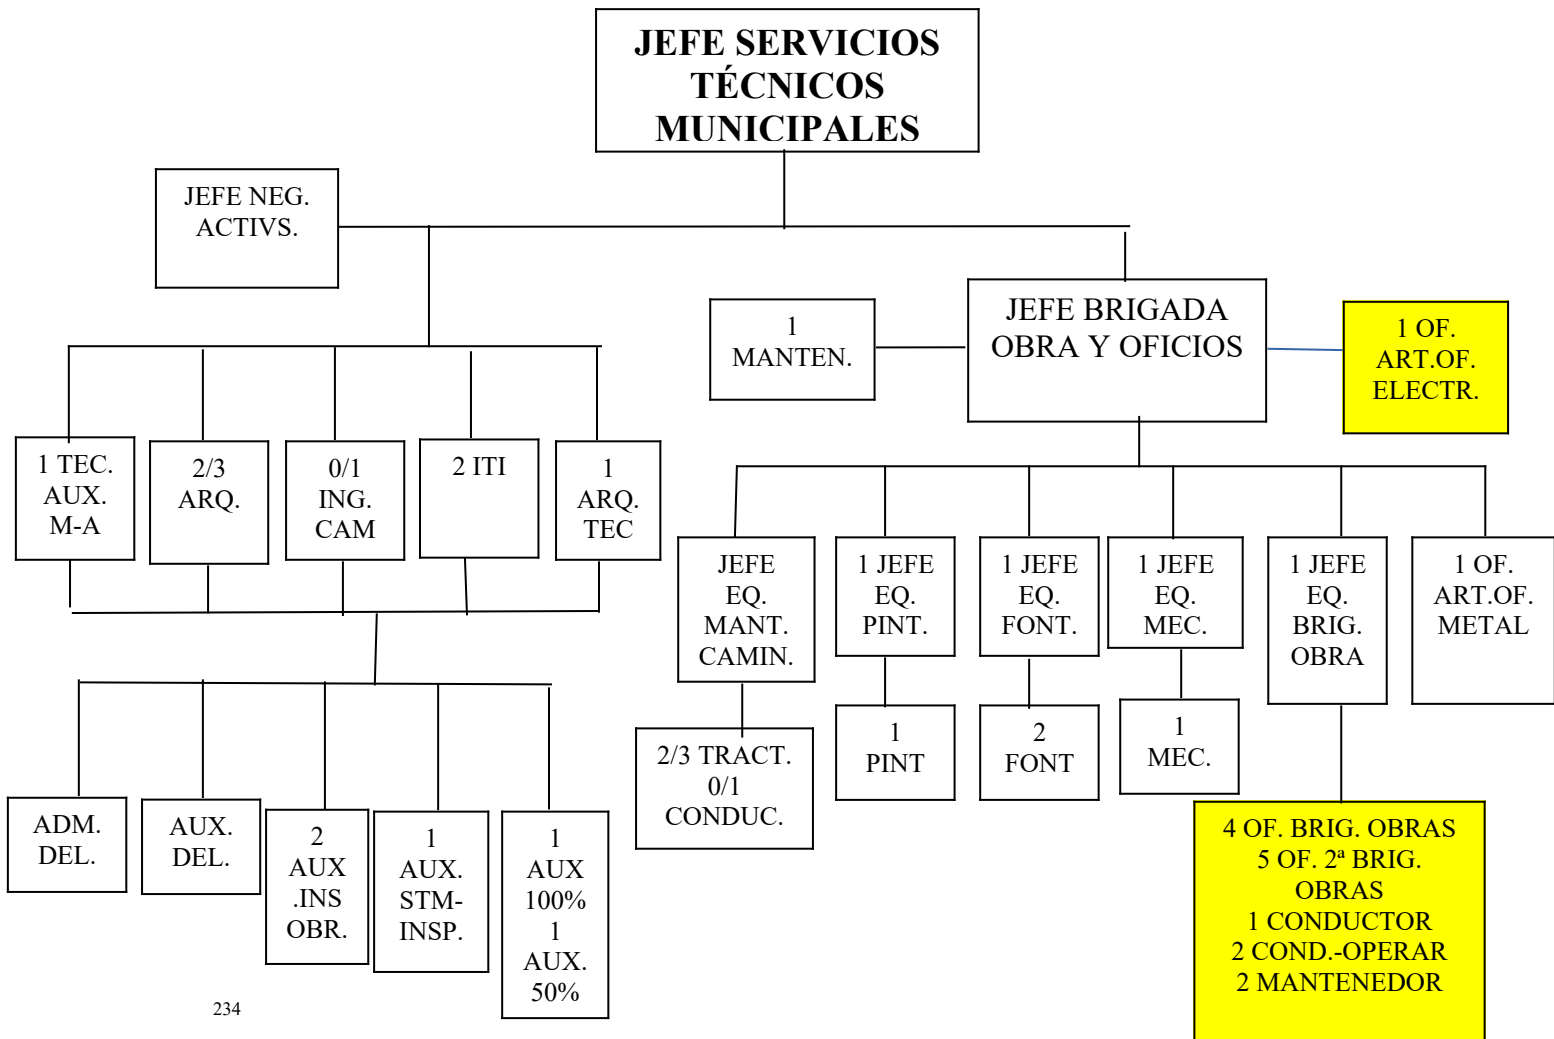 JEFE SERVICIOS
TÉCNICOS
MUNICIPALES
JEFE NEG.
ACTIVS.
1
MANTEN.
JEFE BRIGADA
OBRA Y OFICIOS
1 OF.
ART.OF.
ELECTR.
1 TEC.
AUX.
M-A
2/3
ARQ.
0/1
ING.
CAM
2 ITI
1
ARQ.
TEC
JEFE
EQ.
MANT.
CAMIN.
1 JEFE
EQ.
PINT.
1 JEFE
EQ.
FONT.
1 JEFE
EQ.
MEC.
1 JEFE
EQ.
BRIG.
OBRA
1 OF.
ART.OF.
METAL
2/3 TRACT.
0/1
CONDUC.
1
PINT
2
FONT
1
MEC.
4 OF. BRIG. OBRAS
5 OF. 2ª BRIG.
OBRAS
1 CONDUCTOR
2 COND.-OPERAR
2 MANTENEDOR
ADM.
DEL.
AUX.
DEL.
2
AUX
.INS
OBR.
1
AUX.
STM-
INSP.
1
AUX
100%
1
AUX.
50%
234